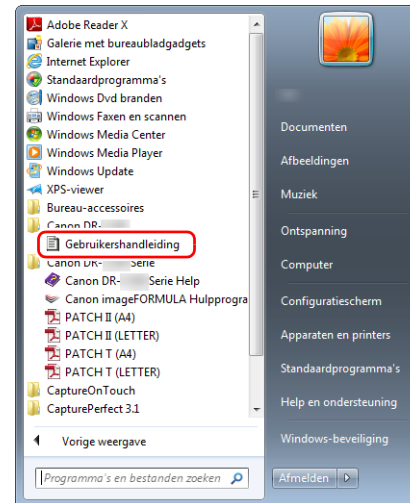 Adobe Reader X
Galerie met bureaubladgadgets
Internet Explorer
Standaardprogramma's
Windows Dvd branden
Windows Faxen en scannen
Windows Media Center
Windows Media Player
Windows Update
XPS-viewer
Bureau-accessoires
Canon DR-
Gebruikershandleiding
Canon DR- Serie
Canon DR- Serie Help
Canon imageFORMULA Hulpprogra
PATCH II (A4)
PATCH II (LETTER)
PATCH T (A4)
PATCH T (LETTER)
CaptureOnTouch
CapturePerfect 3.1
Vorige weergave
Programma's en bestanden zoeken
Documenten
Afbeeldingen
Muziek
Ontspanning
Computer
Configuratiescherm
Apparaten en printers
Standaardprogramma's
Help en ondersteuning
Windows-beveiliging
Afmelden